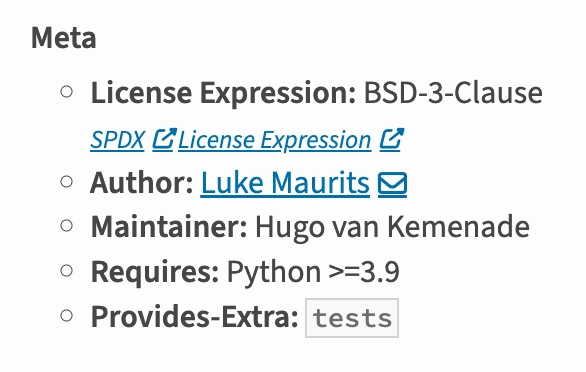 Meta
License Expression: BSD-3-Clause
SPDX License Expression
Author: Luke Maurits
Maintainer: Hugo van Kemenade
Requires: Python >=3.9
Provides-Extra: tests